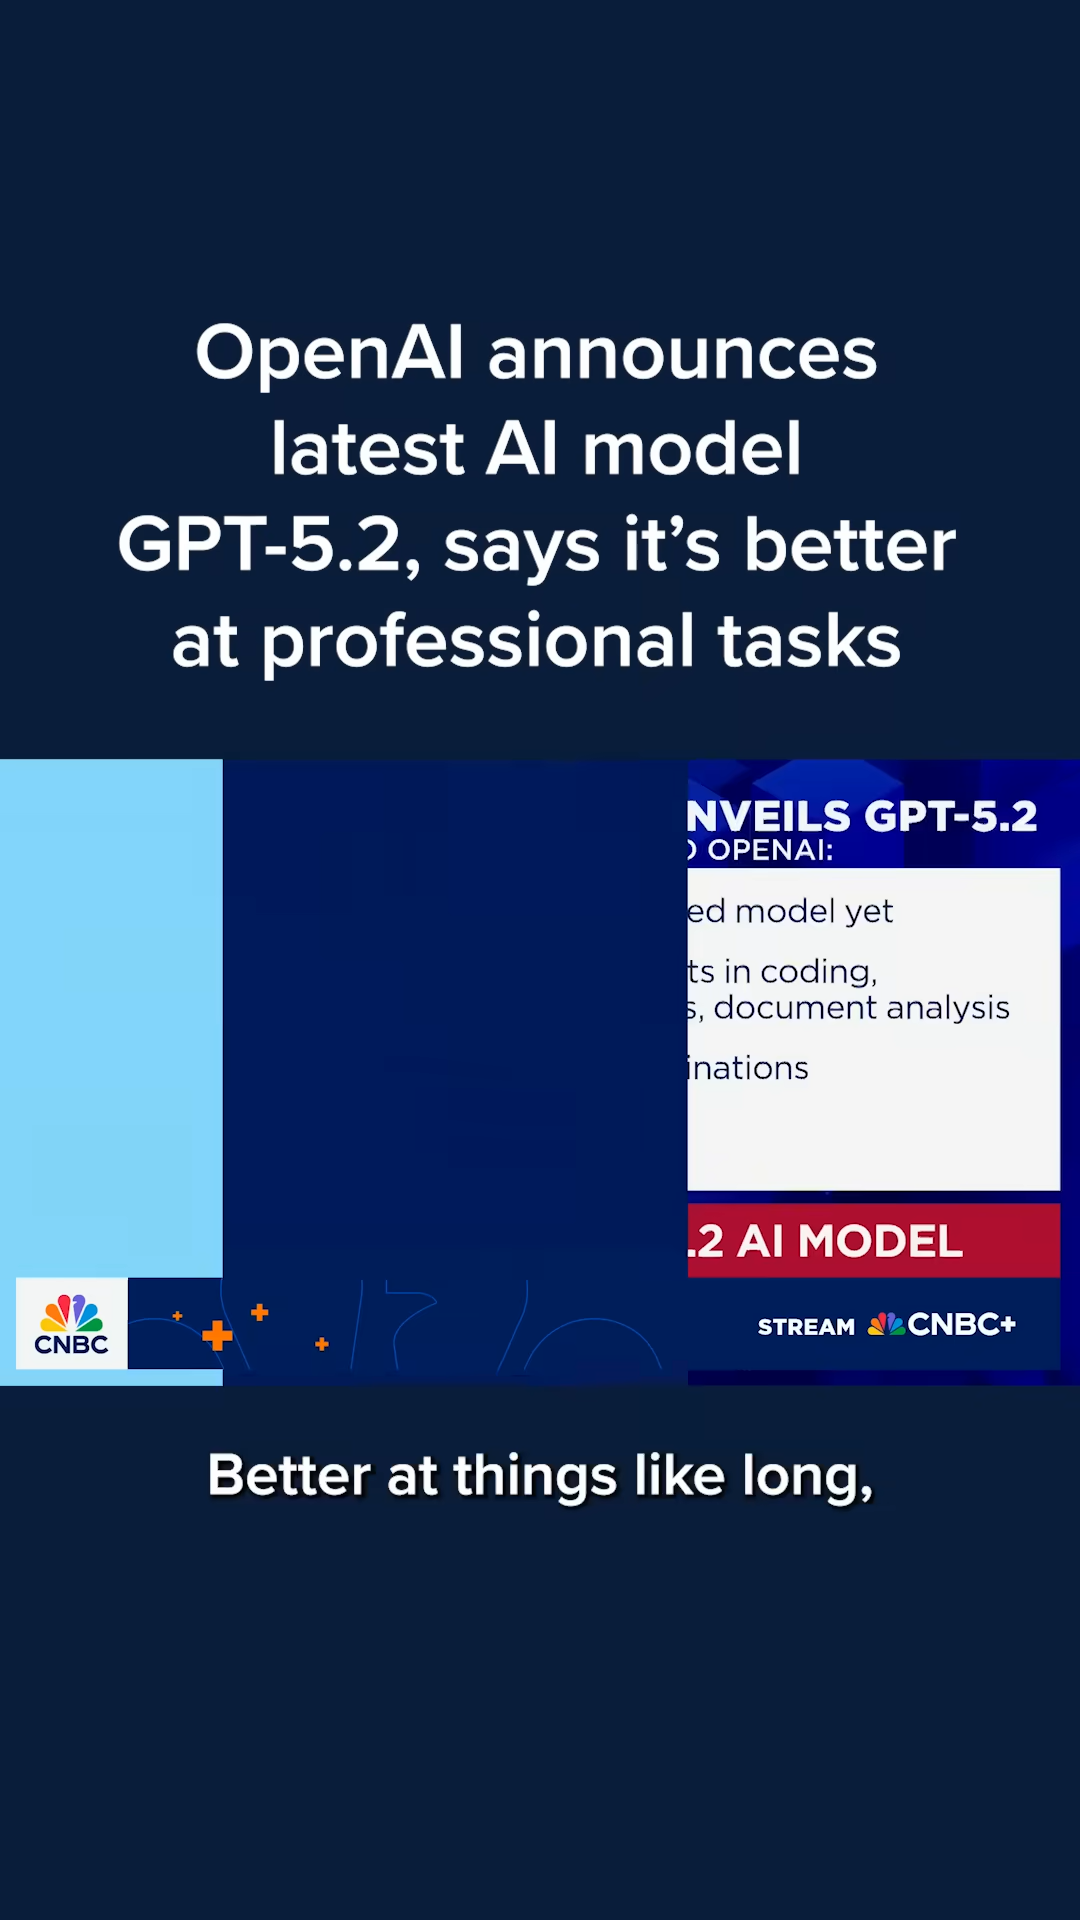 OpenAI announces
latest AI model
GPT-5.2, says it’s better
at professional tasks
NVEILS GPT-5.2
OPENAI:
ed model yet
ts in coding,
s, document analysis
inations
.2 AI MODEL
CNBC
STREAM CNBC+
Better at things like long,